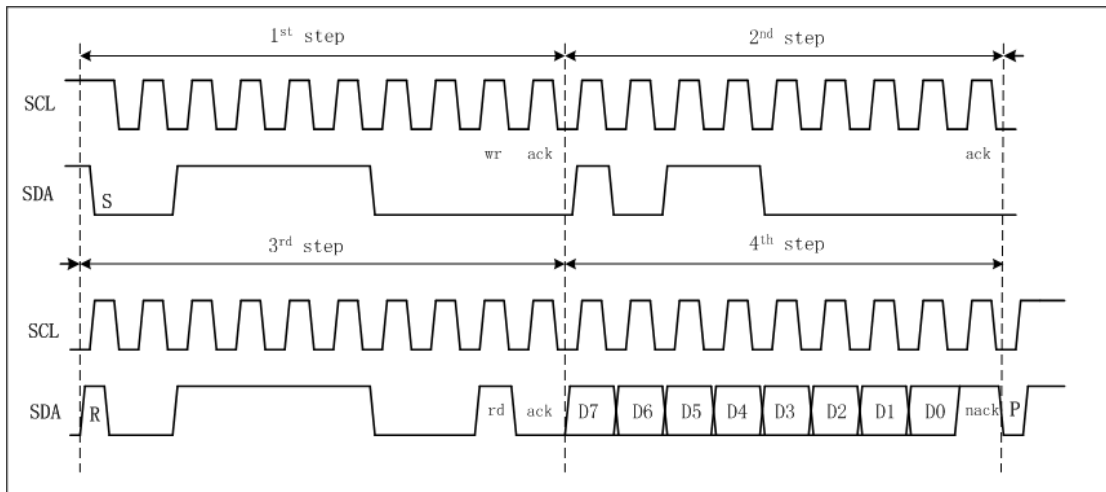 1st step 2nd step
SCL
wr ack ack
SDA S
3rd step 4th step
SCL
SDA R rd ack D7 D6 D5 D4 D3 D2 D1 D0 nack P